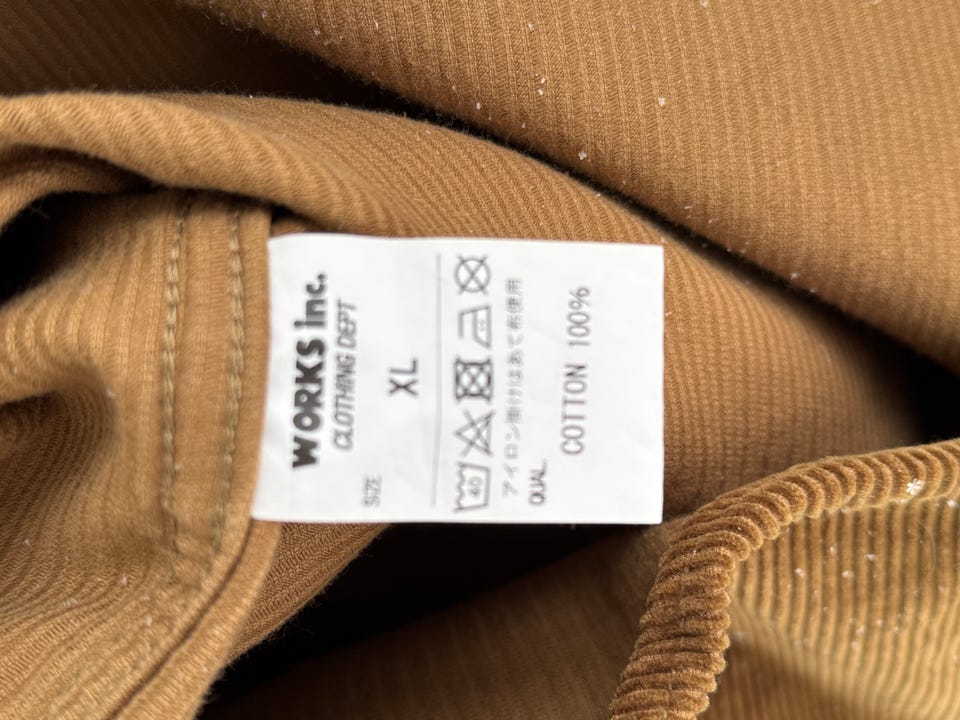 WORKS inc.
CLOTHING DEPT
SIZE
XL
40
アイロン掛けはあて布使用
QUAL.
COTTON 100%